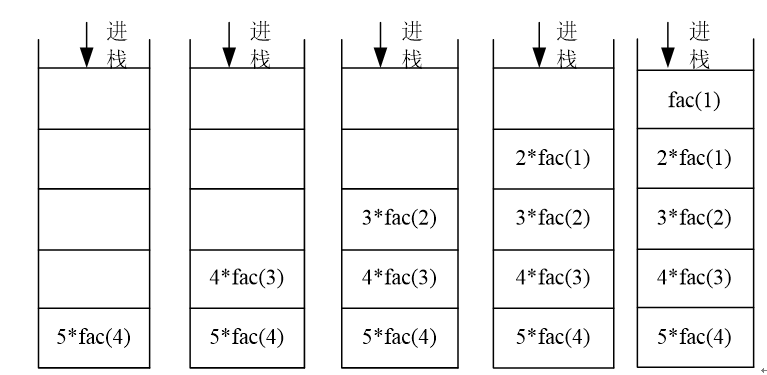 进栈
进栈
进栈
进栈
进栈
fac(1)
2*fac(1)
2*fac(1)
3*fac(2)
3*fac(2)
3*fac(2)
4*fac(3)
4*fac(3)
4*fac(3)
4*fac(3)
5*fac(4)
5*fac(4)
5*fac(4)
5*fac(4)
5*fac(4)